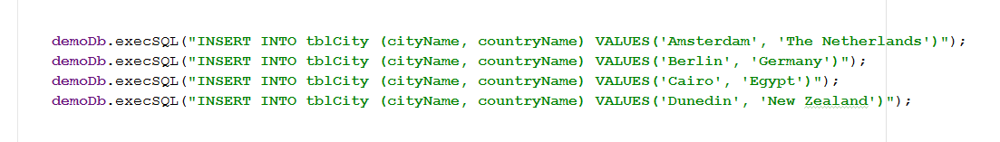 demoDb.execSQL("INSERT INTO tblCity (cityName, countryName) VALUES('Amsterdam', 'The Netherlands')");
demoDb.execSQL("INSERT INTO tblCity (cityName, countryName) VALUES('Berlin', 'Germany')");
demoDb.execSQL("INSERT INTO tblCity (cityName, countryName) VALUES('Cairo', 'Egypt')");
demoDb.execSQL("INSERT INTO tblCity (cityName, countryName) VALUES('Dunedin', 'New Zealand')");